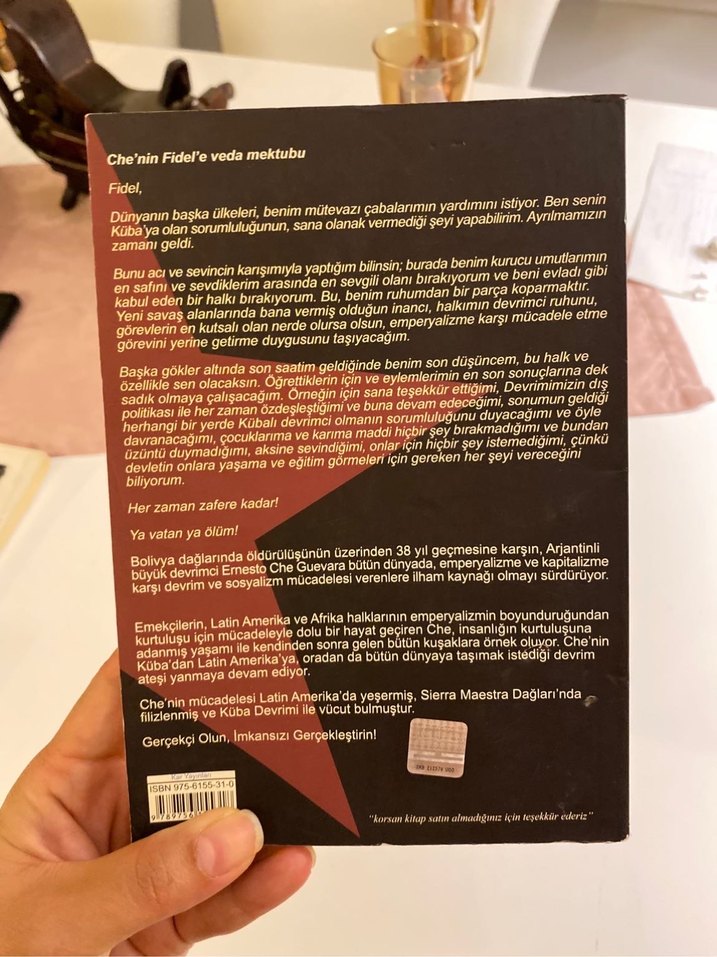 Che'nin Fidel'e veda mektubu
Fidel,
Dünyanın başka ülkeleri, benim mütevazı çabalarımın yardımını istiyor. Ben senin
Küba'ya olan sorumluluğunun, sana olanak vermediği şeyi yapabilirim. Ayrılmamızın
zamanı geldi.
Bunu acı ve sevincin karışımıyla yaptığım bilinsin; burada benim kurucu umutlarımın
en safını ve sevdiklerim arasında en sevgili olanı bırakıyorum ve beni evladı gibi
kabul eden bir halkı bırakıyorum. Bu, benim ruhumdan bir parça koparmaktır.
Yeni savaş alanlarında bana vermiş olduğun inancı, halkımın devrimci ruhunu,
görevlerin en kutsalı olan nerde olursa olsun, emperyalizme karşı mücadele etme
görevini yerine getirme duygusunu taşıyacağım.
Başka gökler altında son saatim geldiğinde benim son düşüncem, bu halk ve
özellikle sen olacaksın. Öğrettiklerin için ve eylemlerimin en son sonuçlarına dek
sadık olmaya çalışacağım. Örneğin için sana teşekkür ettiğimi, Devrimimizin dış
politikası ile her zaman özdeşleştiğimi ve buna devam edeceğimi, sonumun geldiği
herhangi bir yerde Kübalı devrimci olmanın sorumluluğunu duyacağımı ve öyle
davranacağımı, çocuklarıma ve karıma maddi hiçbir şey bırakmadığımı ve bundan
üzüntü duymadığımı, aksine sevindiğimi, onlar için hiçbir şey istemediğimi, çünkü
devletin onlara yaşama ve eğitim görmeleri için gereken her şeyi vereceğini
biliyorum.
Her zaman zafere kadar!
Ya vatan ya ölüm!
Bolivya dağlarında öldürülüşünün üzerinden 38 yıl geçmesine karşın, Arjantinli
büyük devrimci Ernesto Che Guevara bütün dünyada, emperyalizme ve kapitalizme
karşı devrim ve sosyalizm mücadelesi verenlere ilham kaynağı olmayı sürdürüyor.
Emekçilerin, Latin Amerika ve Afrika halklarının emperyalizmin boyunduruğundan
kurtuluşu için mücadeleyle dolu bir hayat geçiren Che, insanlığın kurtuluşuna
adanmış yaşamı ile kendinden sonra gelen bütün kuşaklara örnek oluyor. Che'nin
Küba'dan Latin Amerika'ya, oradan da bütün dünyaya taşımak istediği devrim
ateşi yanmaya devam ediyor.
Che'nin mücadelesi Latin Amerika'da yeşermiş, Sierra Maestra Dağları'nda
filizlenmiş ve Küba Devrimi ile vücut bulmuştur.
Gerçekçi Olun, İmkansızı Gerçekleştirin!
Kar Yayınları
ISBN 975-6155-31-0
"korsan kitap satın almadığınız için teşekkür ederiz"